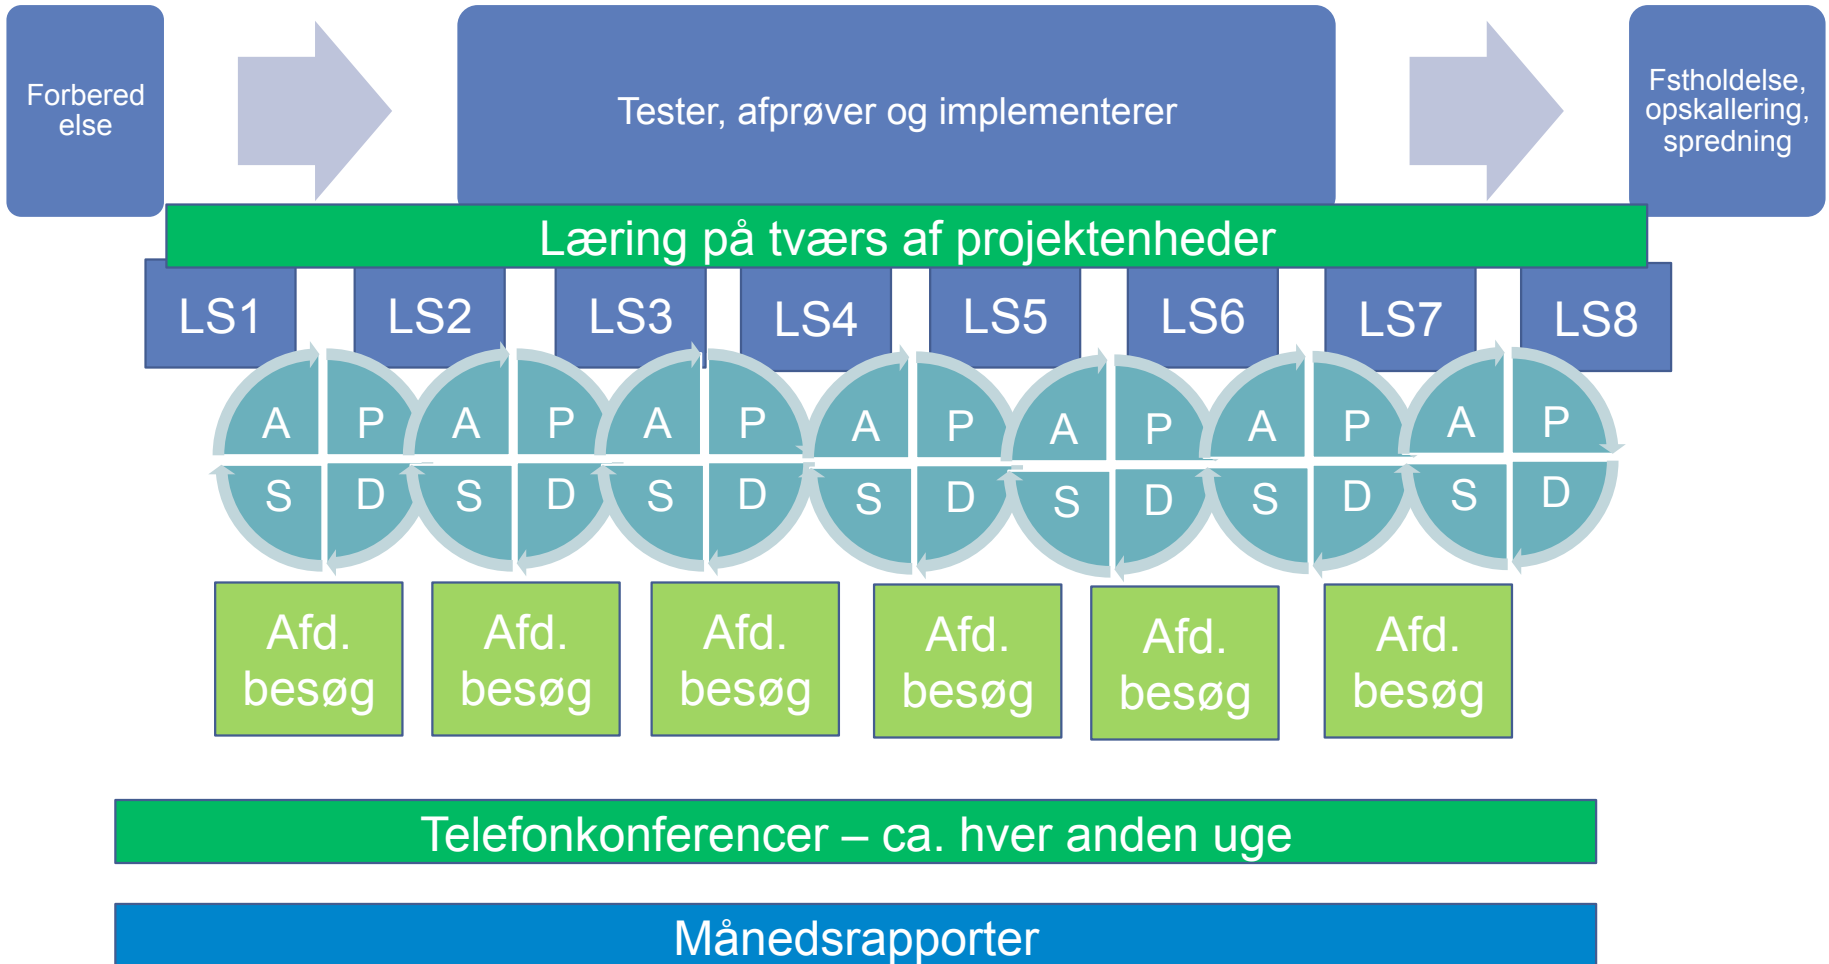 Forbered
else
Tester, afprøver og implementerer
Fstholdelse,
opskallering,
spredning
Læring på tværs af projektenheder
LS1 LS2 LS3 LS4 LS5 LS6 LS7 LS8
A P A P A P A P A P A P A P
S D S D S D S D S D S D S D
Afd. Afd. Afd. Afd. Afd. Afd.
besøg besøg besøg besøg besøg besøg
Telefonkonferencer – ca. hver anden uge
Månedsrapporter